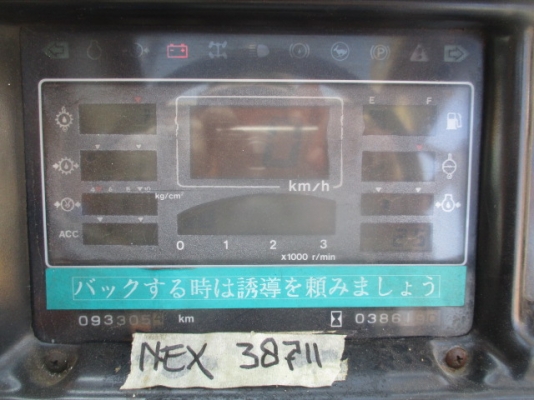 E F
km/h
kg/cm²
ACC.
0 1 2 3
x1000 r/min
バックする時は誘導を頼みましょう
km
NEX 38711